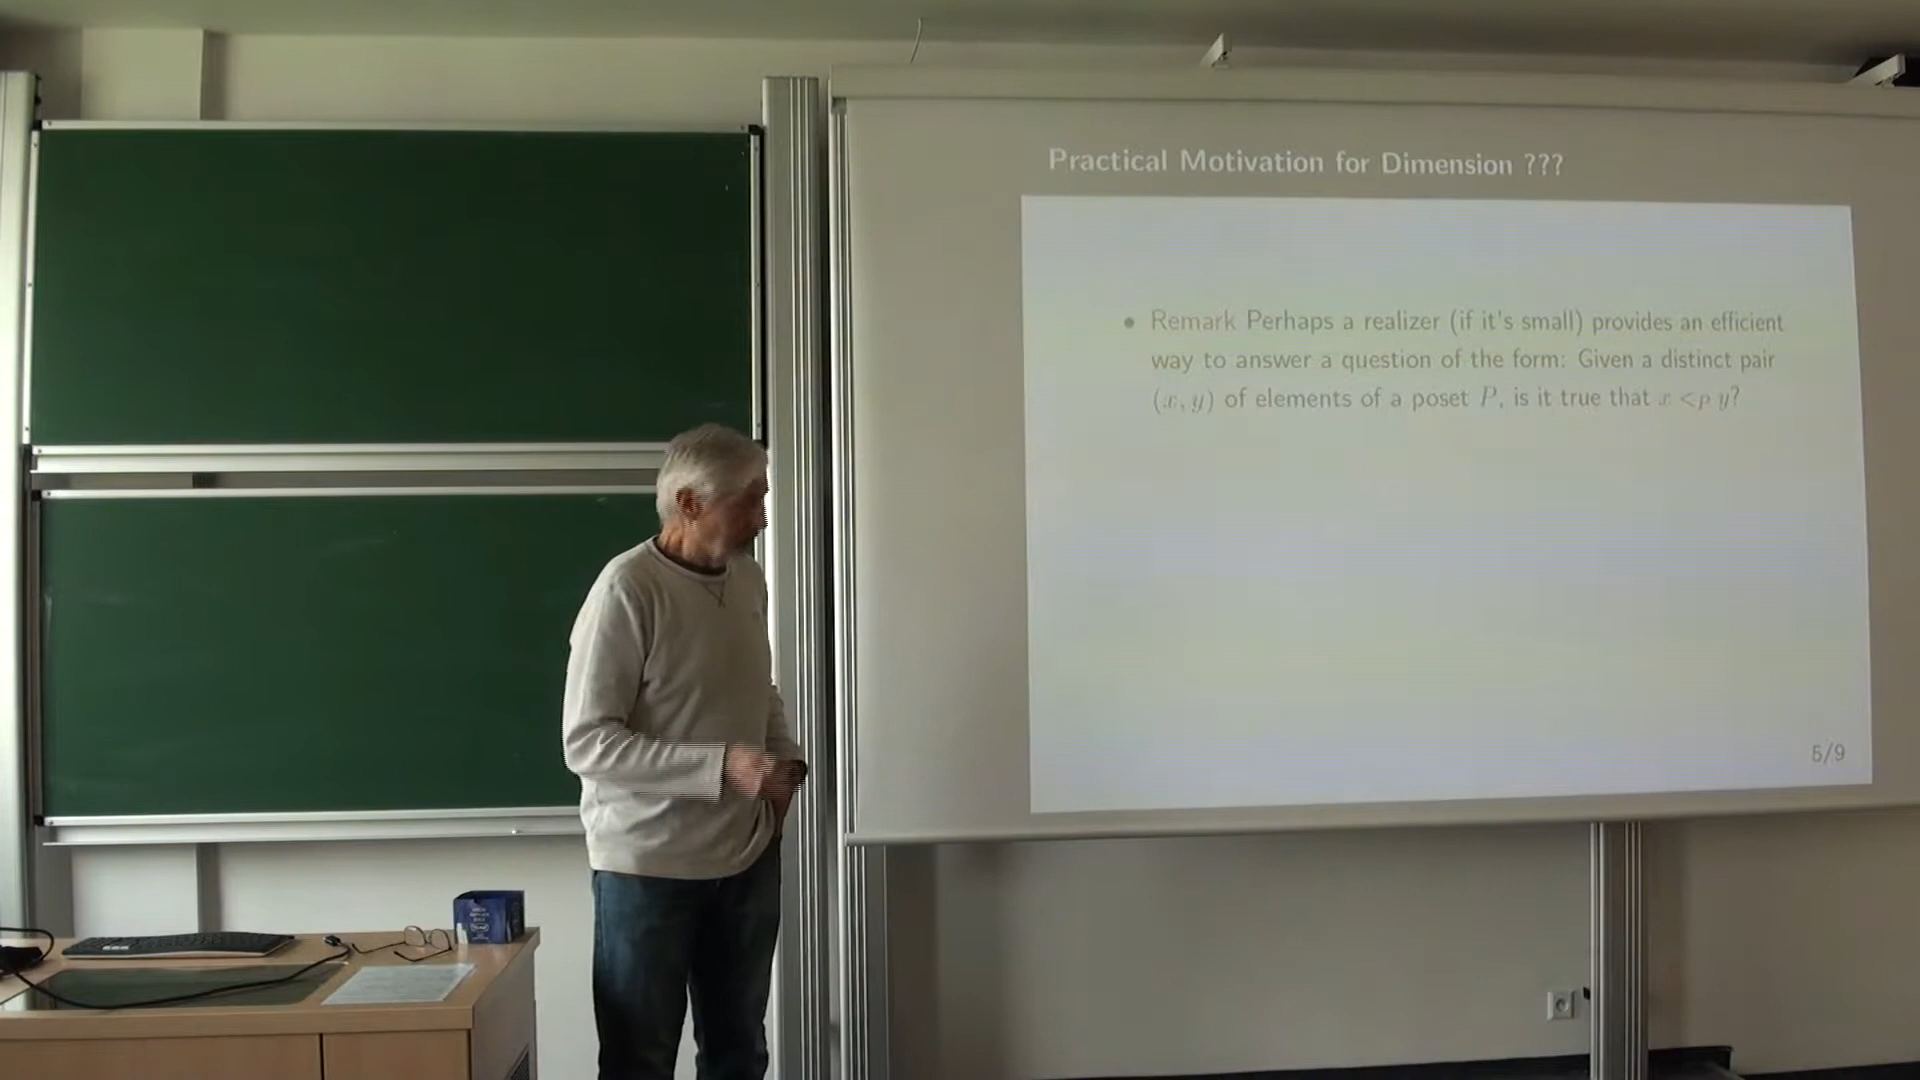 Practical Motivation for Dimension ???
• Remark Perhaps a realizer (if it's small) provides an efficient
way to answer a question of the form: Given a distinct pair
(x, y) of elements of a poset P, is it true that x <P y?
5/9